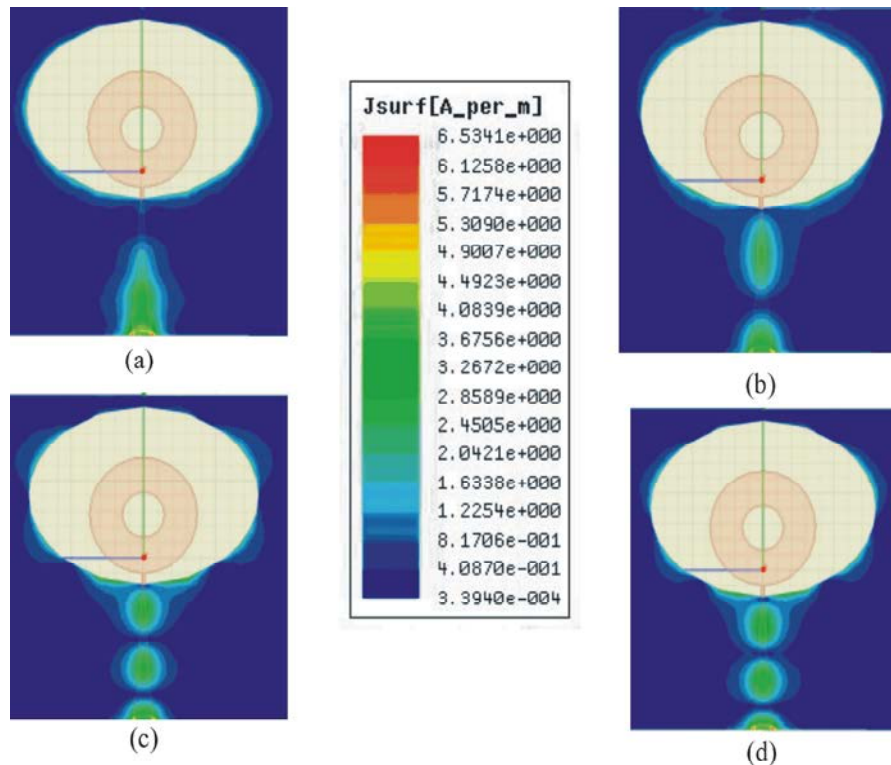 Jsurf[A_per_m]
6.5341e+000
6.1258e+000
5.7174e+000
5.3090e+000
4.9007e+000
4.4923e+000
4.0839e+000
3.6756e+000
3.2672e+000
2.8589e+000
2.4505e+000
2.0421e+000
1.6338e+000
1.2254e+000
8.1706e-001
4.0870e-001
3.3940e-004
(a)
(b)
(c)
(d)